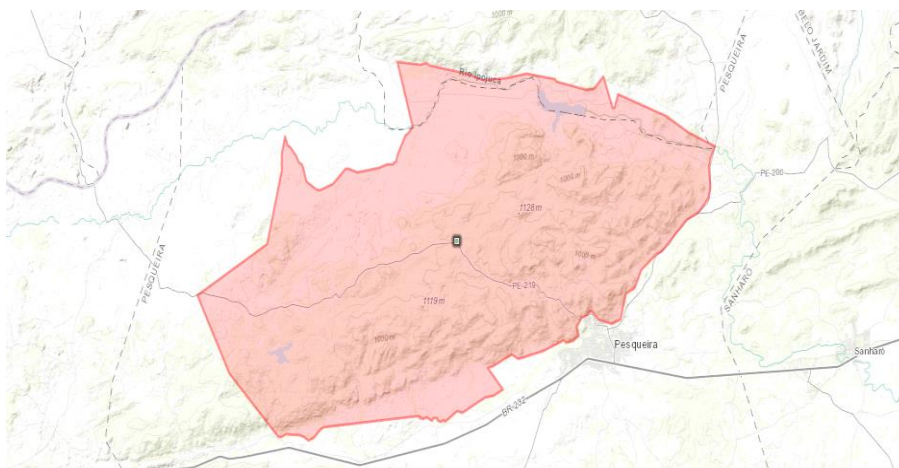 1000 m
BELO JARDIM
PESQUEIRA
Rio Ipojuca
1000 m
PE-200
1000 m
1128 m
1000 m
PESQUEIRA
PE-219
SANHARÓ
1119 m
1000 m
Pesqueira
Sanharó
BR-232